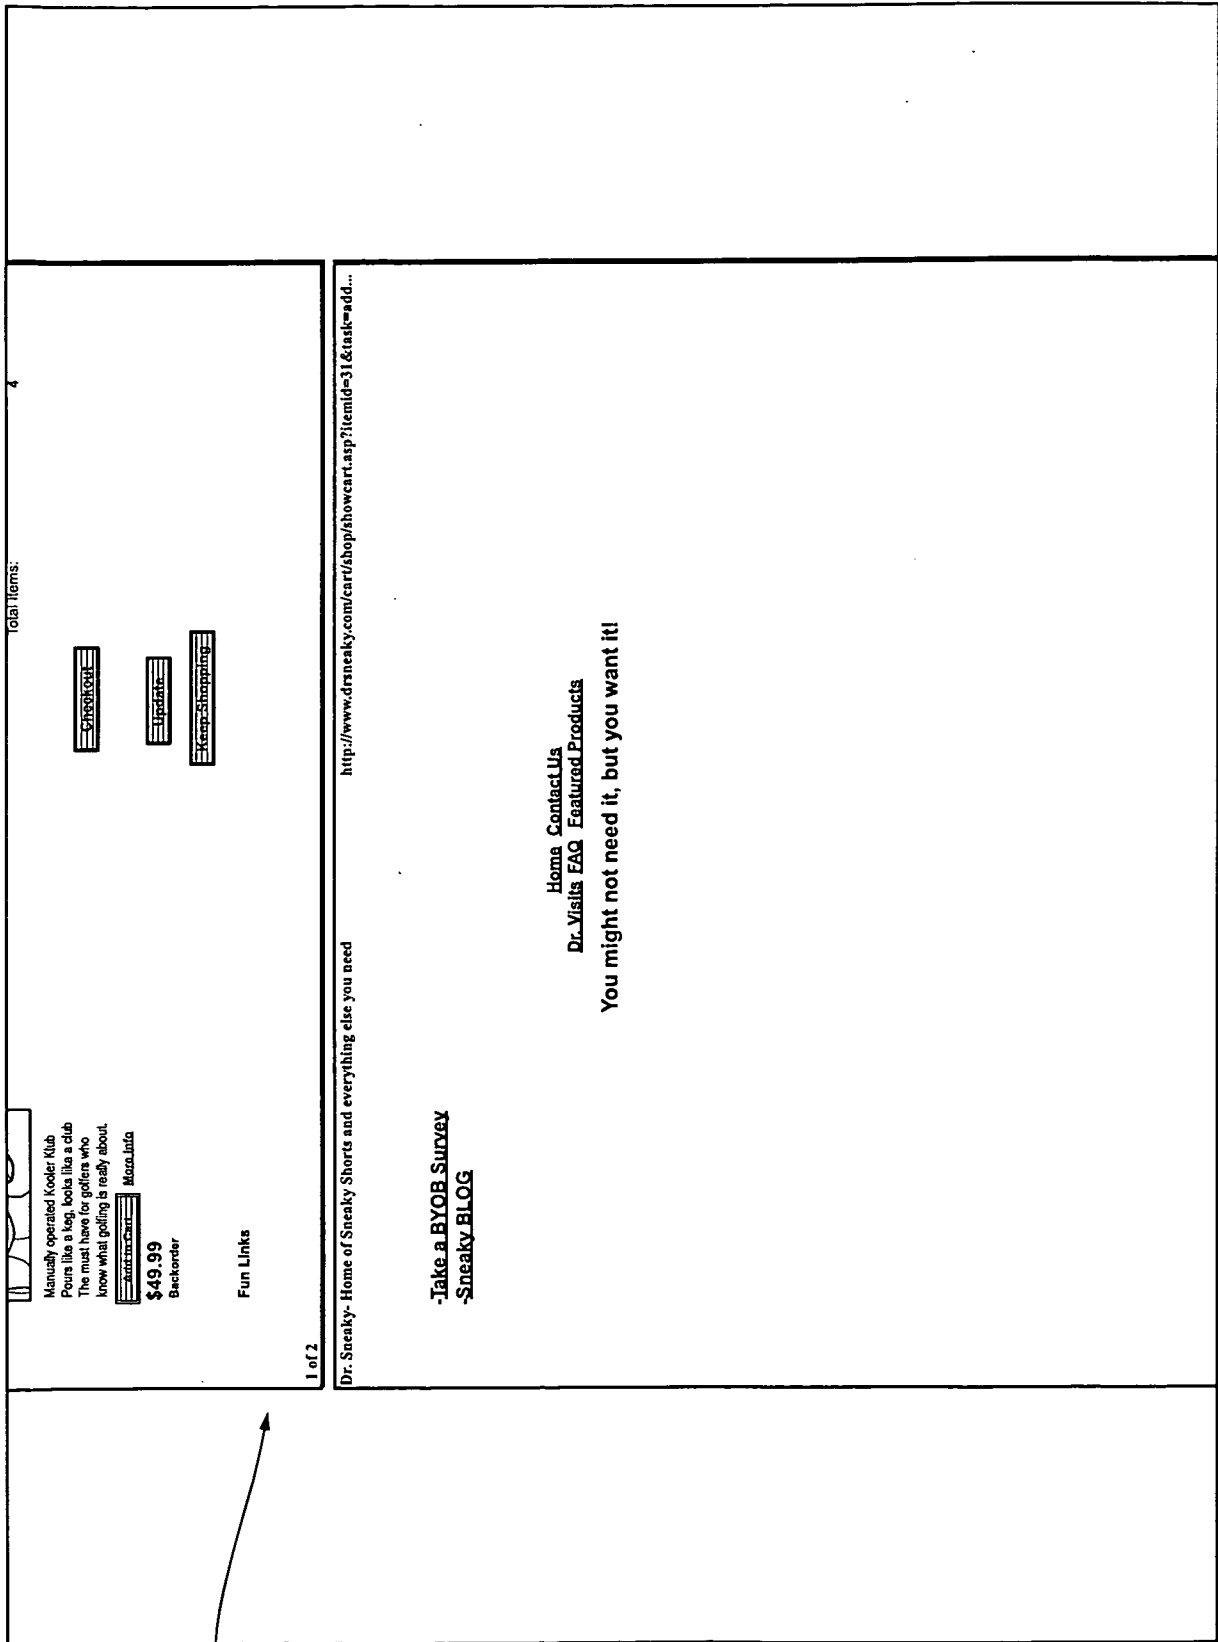 Total Items: 4
Manually operated Kooler Klub
Pours like a keg, looks like a club
The must have for golfers who
know what golfing is really about.
Add to Cart More Info
$49.99
Backorder
Checkout
Update
Keep Shopping
Fun Links
1 of 2
Dr. Sneaky- Home of Sneaky Shorts and everything else you need http://www.drsneaky.com/cart/shop/showcart.asp?itemid=31&task=add...
-Take a BYOB Survey
-Sneaky BLOG
Home Contact Us
Dr. Visits FAQ Featured Products
You might not need it, but you want it!